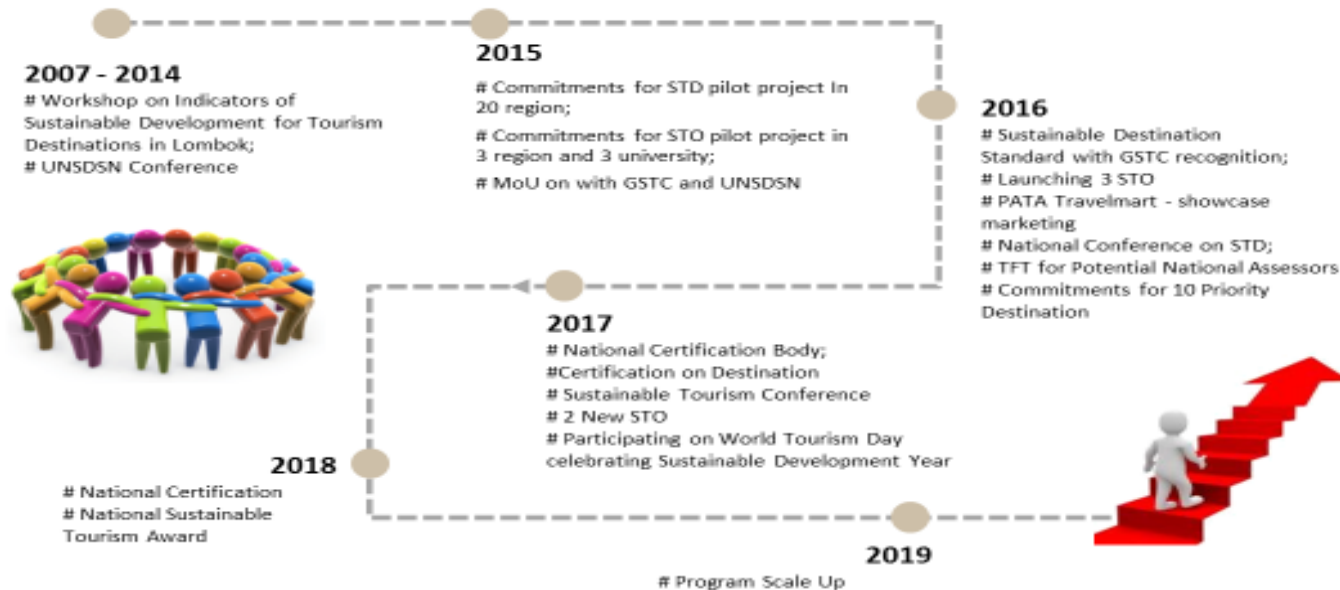 2007 - 2014
# Workshop on Indicators of
Sustainable Development for Tourism
Destinations in Lombok;
# UNSDSN Conference
2015
# Commitments for STD pilot project In
20 region;
# Commitments for STO pilot project in
3 region and 3 university;
# MoU on with GSTC and UNSDSN
2016
# Sustainable Destination
Standard with GSTC recognition;
# Launching 3 STO
# PATA Travelmart - showcase
marketing
# National Conference on STD;
# TFT for Potential National Assessors
# Commitments for 10 Priority
Destination
2017
# National Certification Body;
#Certification on Destination
# Sustainable Tourism Conference
# 2 New STO
# Participating on World Tourism Day
celebrating Sustainable Development Year
2018
# National Certification
# National Sustainable
Tourism Award
2019
# Program Scale Up